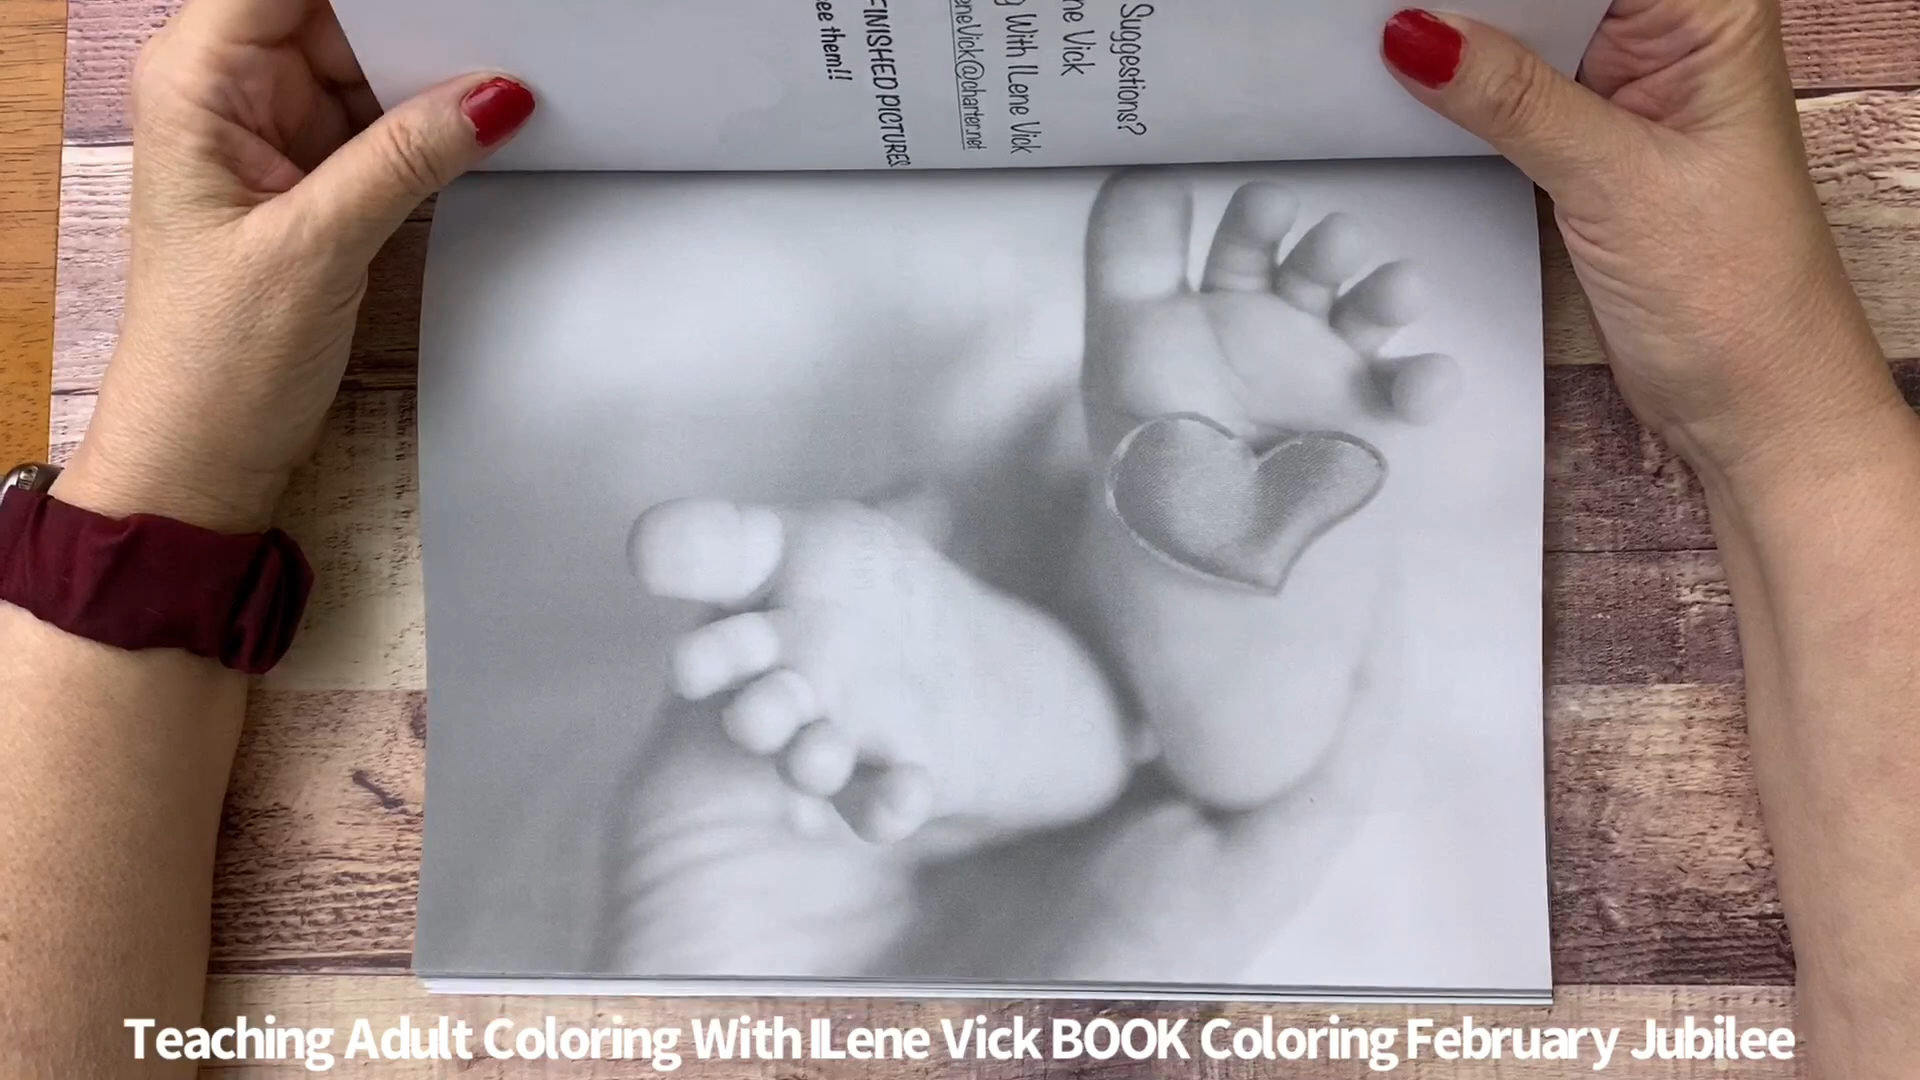 Suggestions?
ne Vick
g With ILene Vick
eneVick@charter.net
FINISHED PICTURES
ee them!!
Teaching Adult Coloring With ILene Vick BOOK Coloring February Jubilee